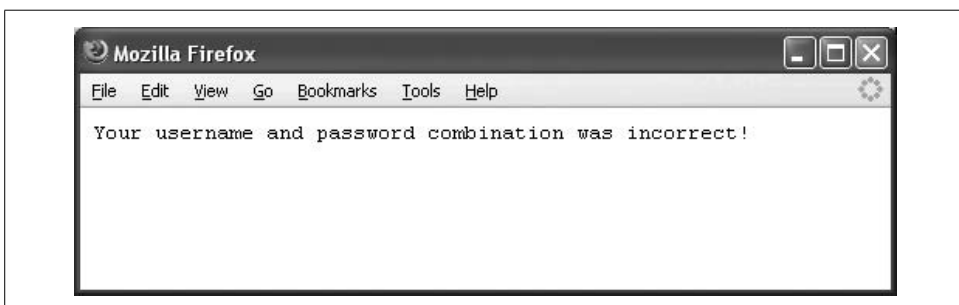 Mozilla Firefox
File Edit View Go Bookmarks Tools Help
Your username and password combination was incorrect!